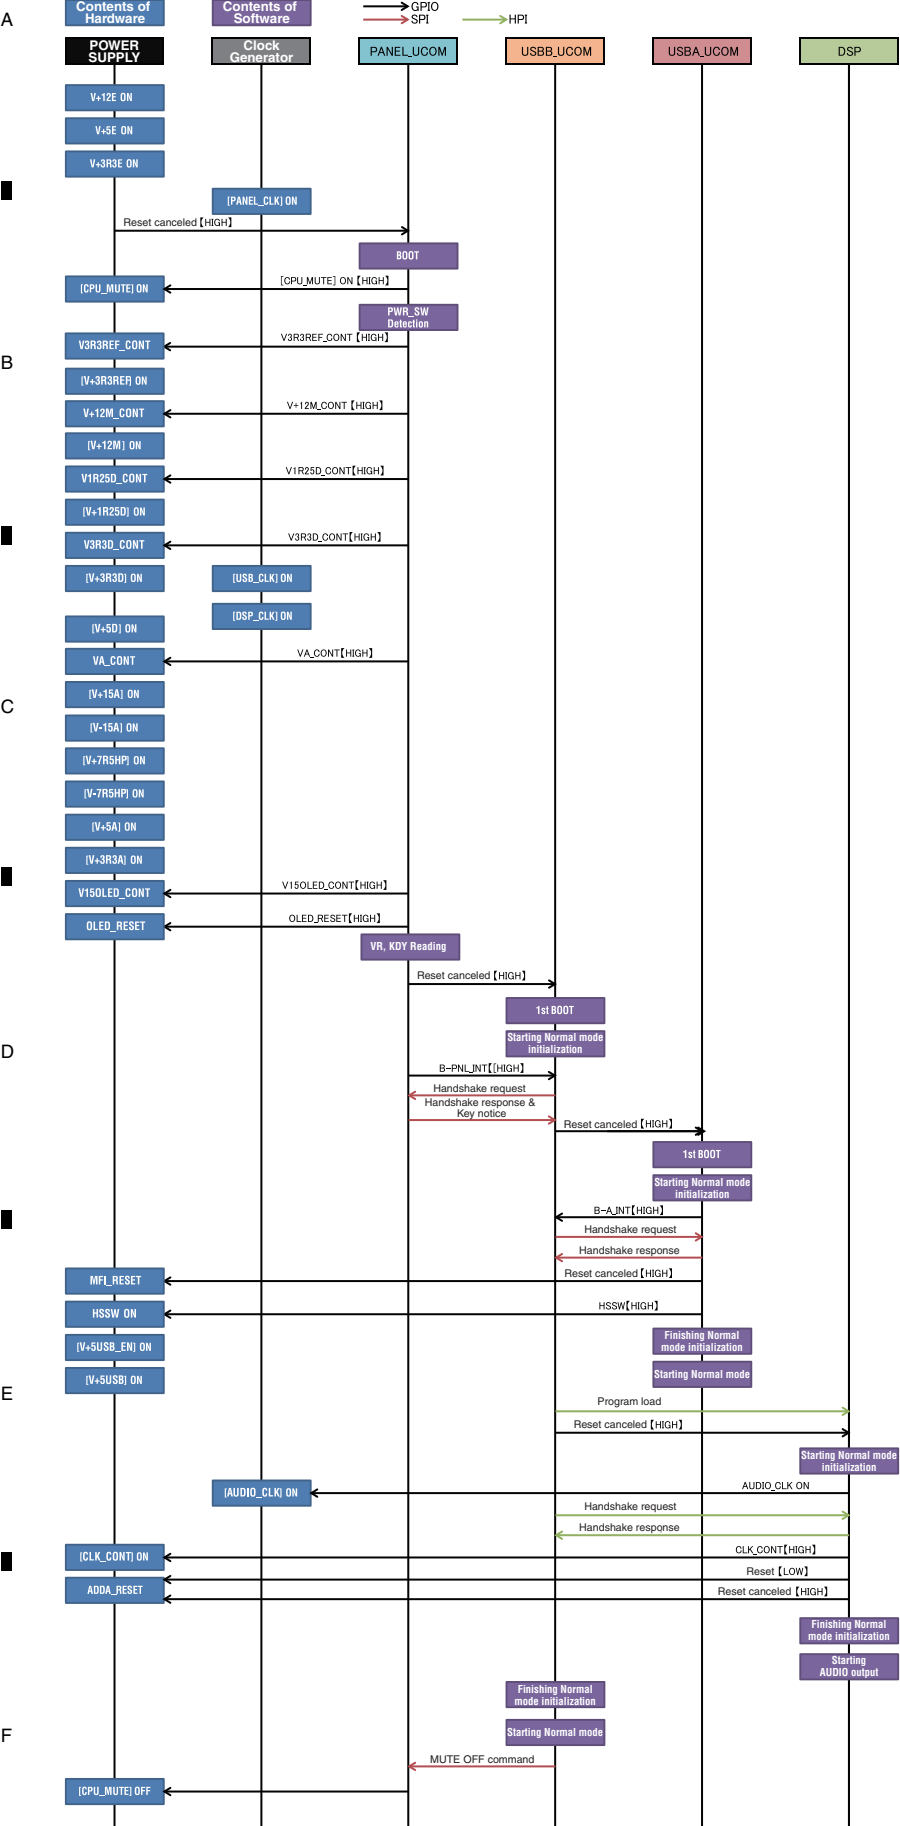 A
Contents of
Hardware
Contents of
Software
GPIO
SPI
HPI
POWER
SUPPLY
Clock
Generator
PANEL_UCOM
USBB_UCOM
USBA_UCOM
DSP
V+12E ON
V+5E ON
V+3R3E ON
[PANEL_CLK] ON
Reset canceled【HIGH】
BOOT
[CPU_MUTE] ON【HIGH】
[CPU_MUTE] ON
PWR_SW
Detection
V3R3REF_CONT【HIGH】
V3R3REF_CONT
B
[V+3R3REF] ON
V+12M_CONT【HIGH】
V+12M_CONT
[V+12M] ON
V1R25D_CONT【HIGH】
V1R25D_CONT
[V+1R25D] ON
V3R3D_CONT【HIGH】
V3R3D_CONT
[V+3R3D] ON
[USB_CLK] ON
[DSP_CLK] ON
[V+5D] ON
VA_CONT【HIGH】
VA_CONT
[V+15A] ON
C
[V-15A] ON
[V+7R5HP] ON
[V-7R5HP] ON
[V+5A] ON
[V+3R3A] ON
V15OLED_CONT【HIGH】
V15OLED_CONT
OLED_RESET【HIGH】
OLED_RESET
VR, KDY Reading
Reset canceled【HIGH】
1st BOOT
Starting Normal mode
initialization
D
B-PNL_INT【[HIGH】
Handshake request
Handshake response &
Key notice
Reset canceled【HIGH】
1st BOOT
Starting Normal mode
initialization
B-A_INT【HIGH】
Handshake request
Handshake response
Reset canceled【HIGH】
MFI_RESET
HSSW【HIGH】
HSSW ON
Finishing Normal
mode initialization
[V+5USB_EN] ON
Starting Normal mode
[V+5USB] ON
E
Program load
Reset canceled【HIGH】
Starting Normal mode
initialization
AUDIO_CLK ON
[AUDIO_CLK] ON
Handshake request
Handshake response
CLK_CONT【HIGH】
[CLK_CONT] ON
Reset【LOW】
ADDA_RESET
Reset canceled【HIGH】
Finishing Normal
mode initialization
Starting
AUDIO output
Finishing Normal
mode initialization
Starting Normal mode
F
MUTE OFF command
[CPU_MUTE] OFF